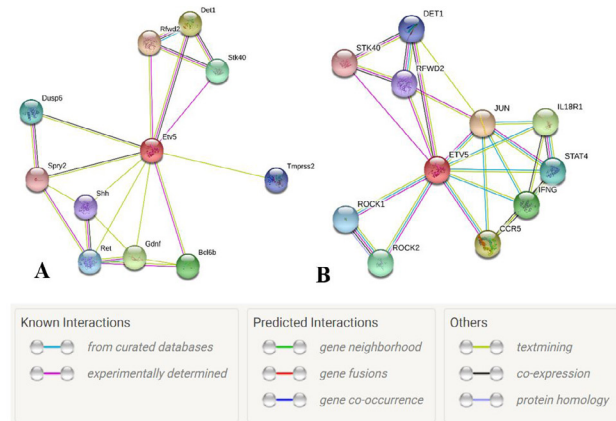 Det1
Rfwd2
Stk40
Dusp6
Etv5
Tmprss2
Spry2
Shh
Ret
Gdnf
Bcl6b
A
DET1
STK40
RFWD2
JUN
IL18R1
STAT4
ETV5
IFNG
ROCK1
CCR5
ROCK2
B
Known Interactions
from curated databases
experimentally determined
Predicted Interactions
gene neighborhood
gene fusions
gene co-occurrence
Others
textmining
co-expression
protein homology